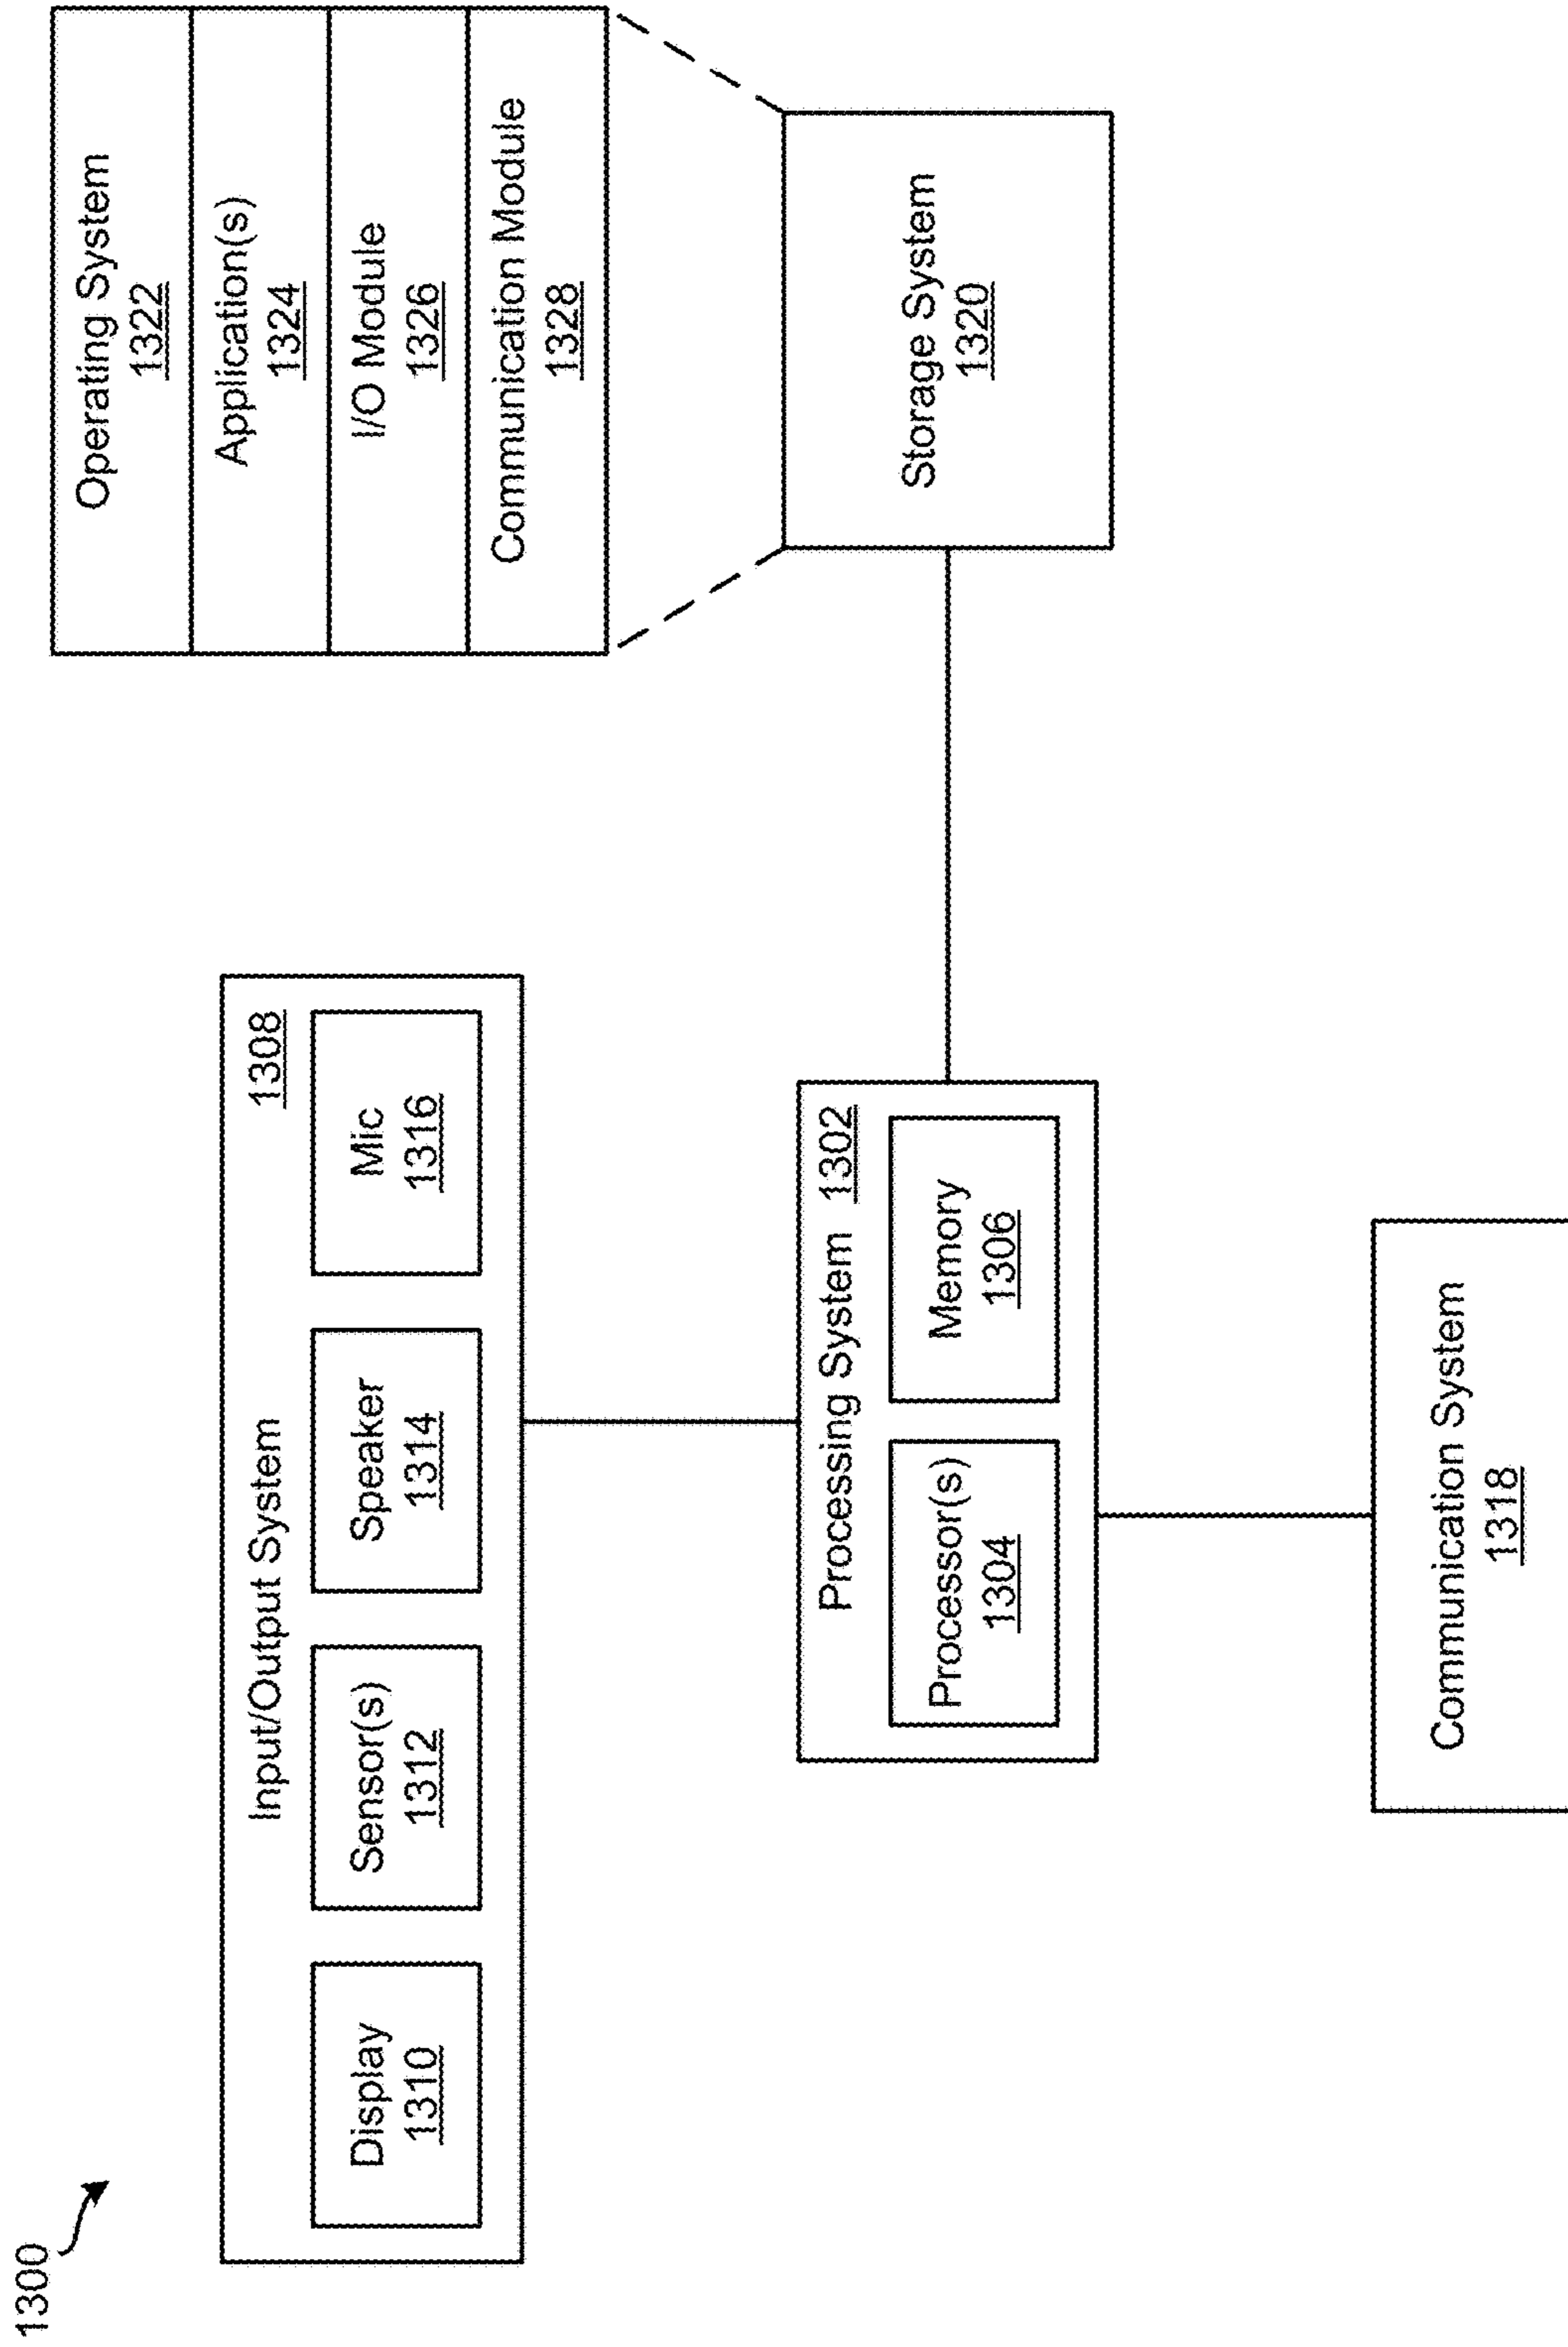 1300
Input/Output System
1308
Display
1310
Sensor(s)
1312
Speaker
1314
Mic
1316
Operating System
1322
Application(s)
1324
I/O Module
1326
Communication Module
1328
Processing System 1302
Processor(s)
1304
Memory
1306
Storage System
1320
Communication System
1318